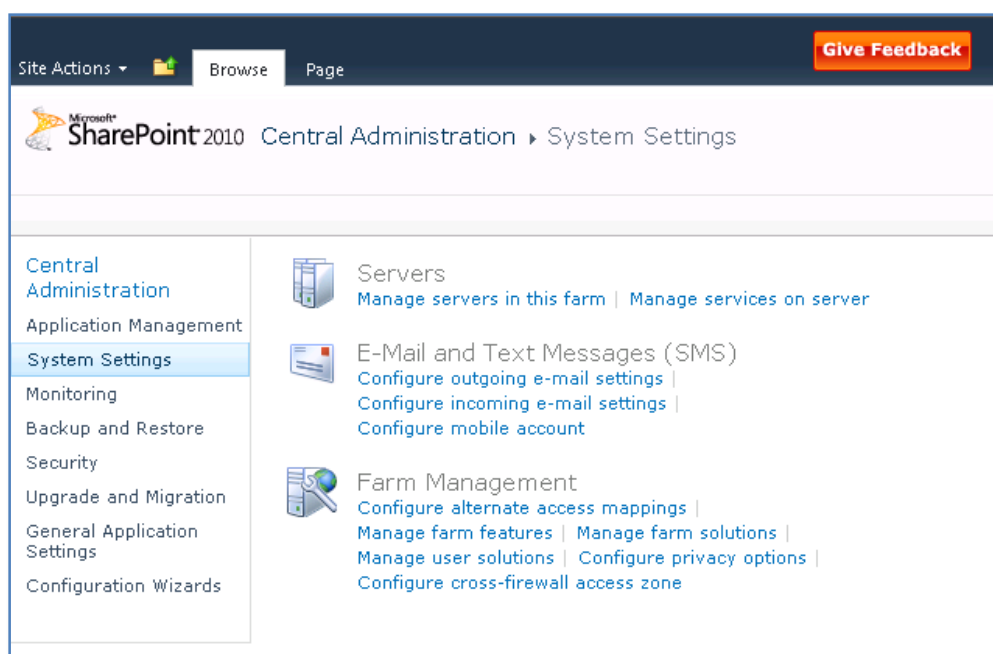 Give Feedback
Site Actions Browse Page
Microsoft
SharePoint 2010 Central Administration System Settings
Central
Administration
Application Management
System Settings
Monitoring
Backup and Restore
Security
Upgrade and Migration
General Application
Settings
Configuration Wizards
Servers
Manage servers in this farm | Manage services on server
E-Mail and Text Messages (SMS)
Configure outgoing e-mail settings |
Configure incoming e-mail settings |
Configure mobile account
Farm Management
Configure alternate access mappings |
Manage farm features | Manage farm solutions |
Manage user solutions | Configure privacy options |
Configure cross-firewall access zone